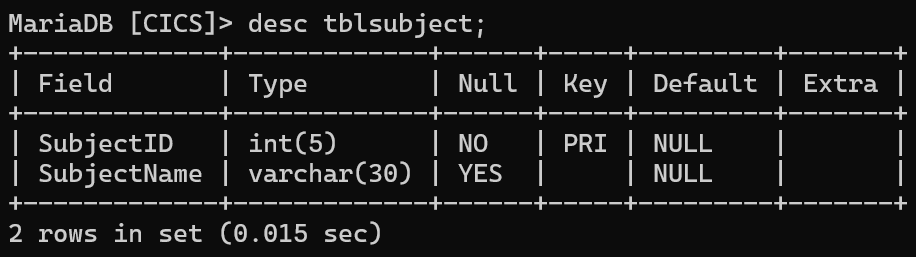 MariaDB [CICS]> desc tblsubject;
+-------------+-------------+------+-----+---------+-------+
| Field       | Type        | Null | Key | Default | Extra |
+-------------+-------------+------+-----+---------+-------+
| SubjectID   | int(5)      | NO   | PRI | NULL    |       |
| SubjectName | varchar(30) | YES  |     | NULL    |       |
+-------------+-------------+------+-----+---------+-------+
2 rows in set (0.015 sec)